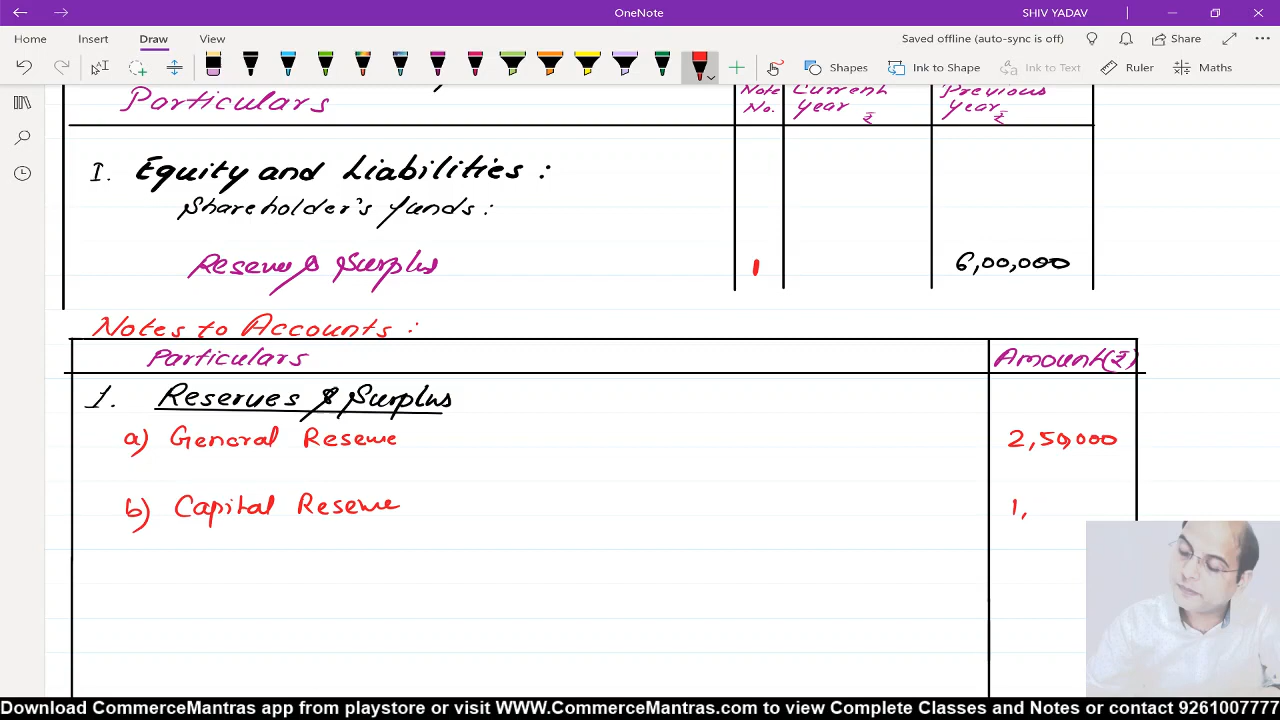 OneNote
SHIV YADAV
Home Insert Draw View
Saved offline (auto-sync is off)
Share
Shapes
Ink to Shape
Ink to Text
Ruler
Maths
Particulars Note No. Current year ₹ Previous year ₹
I. Equity and Liabilities :
Shareholder's funds :
Reserve & Surplus 1 6,00,000
Notes to Accounts :
Particulars Amount(₹)
1. Reserves & Surplus
a) General Reserve 2,50,000
b) Capital Reserve 1,
Download CommerceMantras app from playstore or visit WWW.CommerceMantras.com to view Complete Classes and Notes or contact 9261007777